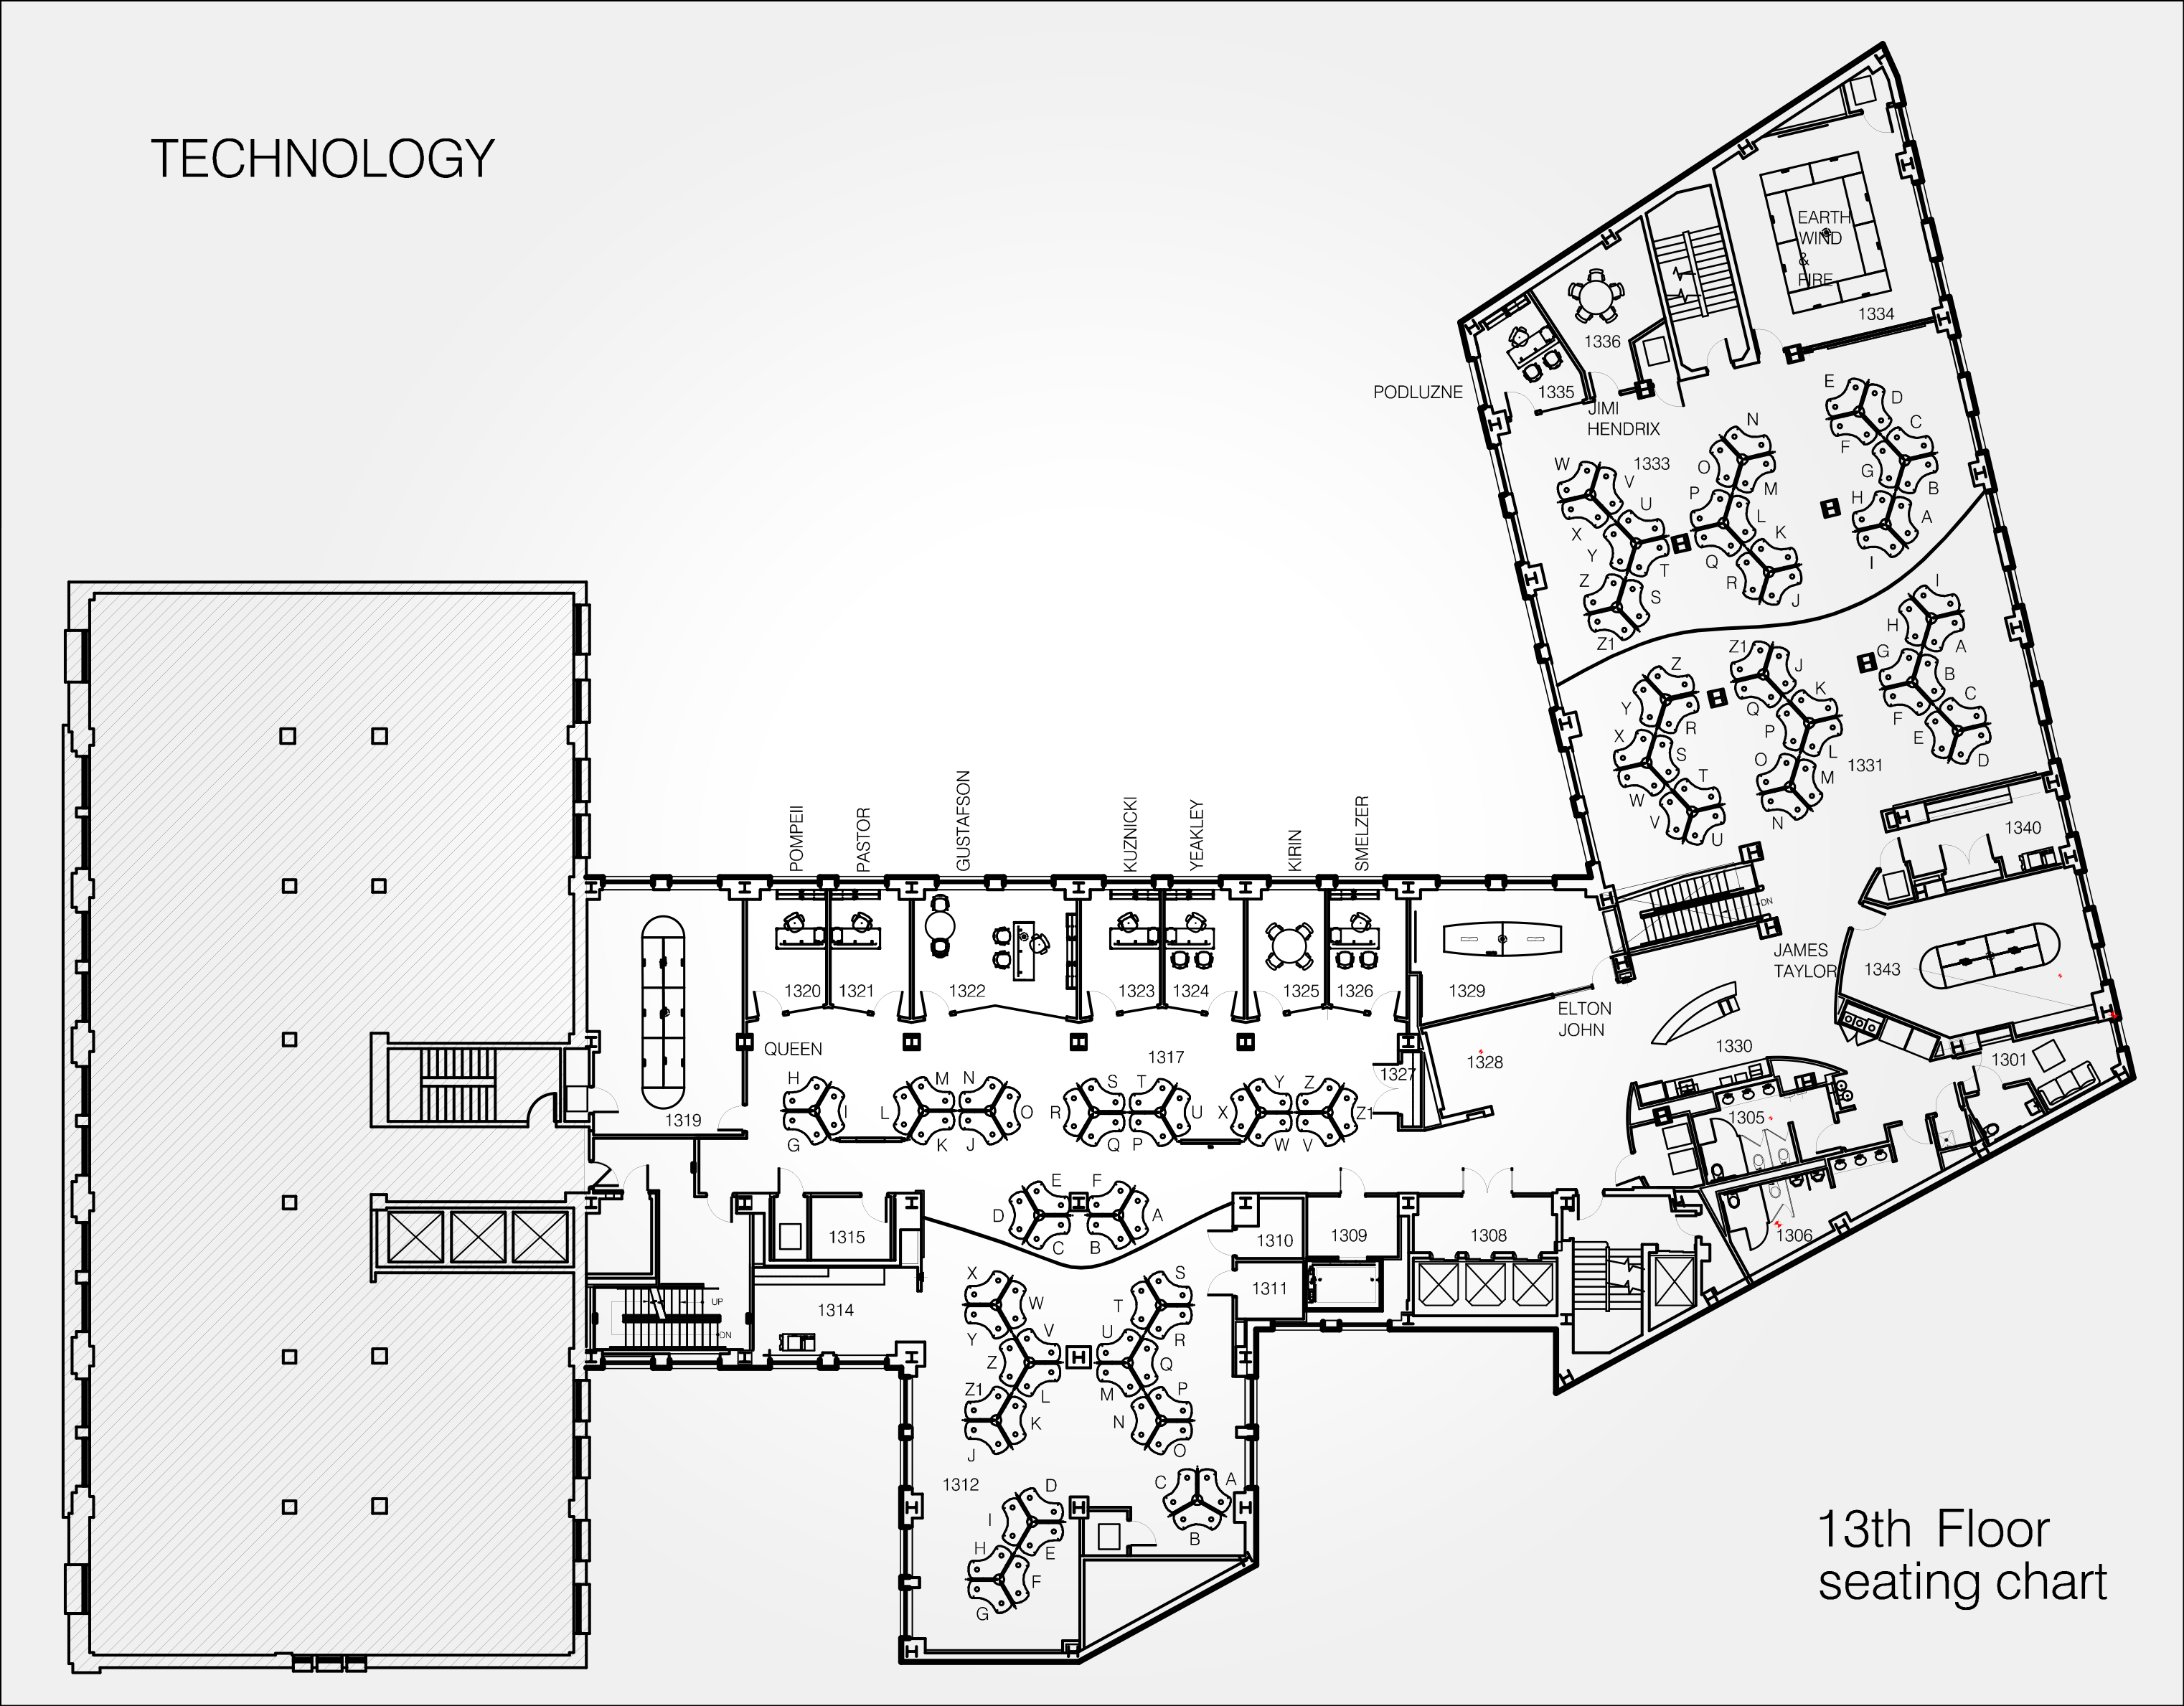 TECHNOLOGY
EARTH
WIND
&
FIRE
1334
1336
1335
PODLUZNE
JIMI
HENDRIX
1333
E
D
C
F
G
B
H
A
I
N
O
M
P
L
K
Q
R
J
W
V
U
X
Y
T
Z
S
Z1
I
H
A
G
B
C
F
E
D
Z1
J
K
Q
P
L
O
M
N
Z
Y
R
X
S
T
W
V
U
1331
1340
DN
JAMES
TAYLOR
1343
POMPEII
PASTOR
GUSTAFSON
KUZNICKI
YEAKLEY
KIRIN
SMELZER
1320
1321
1322
1323
1324
1325
1326
1329
ELTON
JOHN
QUEEN
1317
1327
1328
1330
1301
1319
H
I
G
M
N
L
O
K
J
S
T
R
U
Q
P
Y
Z
X
Z1
W
V
1305
1306
E
F
D
A
C
B
1315
1310
1309
1308
1311
1314
UP
DN
X
W
Y
V
Z
L
Z1
K
J
S
T
R
U
Q
M
P
N
O
1312
C
A
B
D
I
E
H
F
G
13th Floor
seating chart